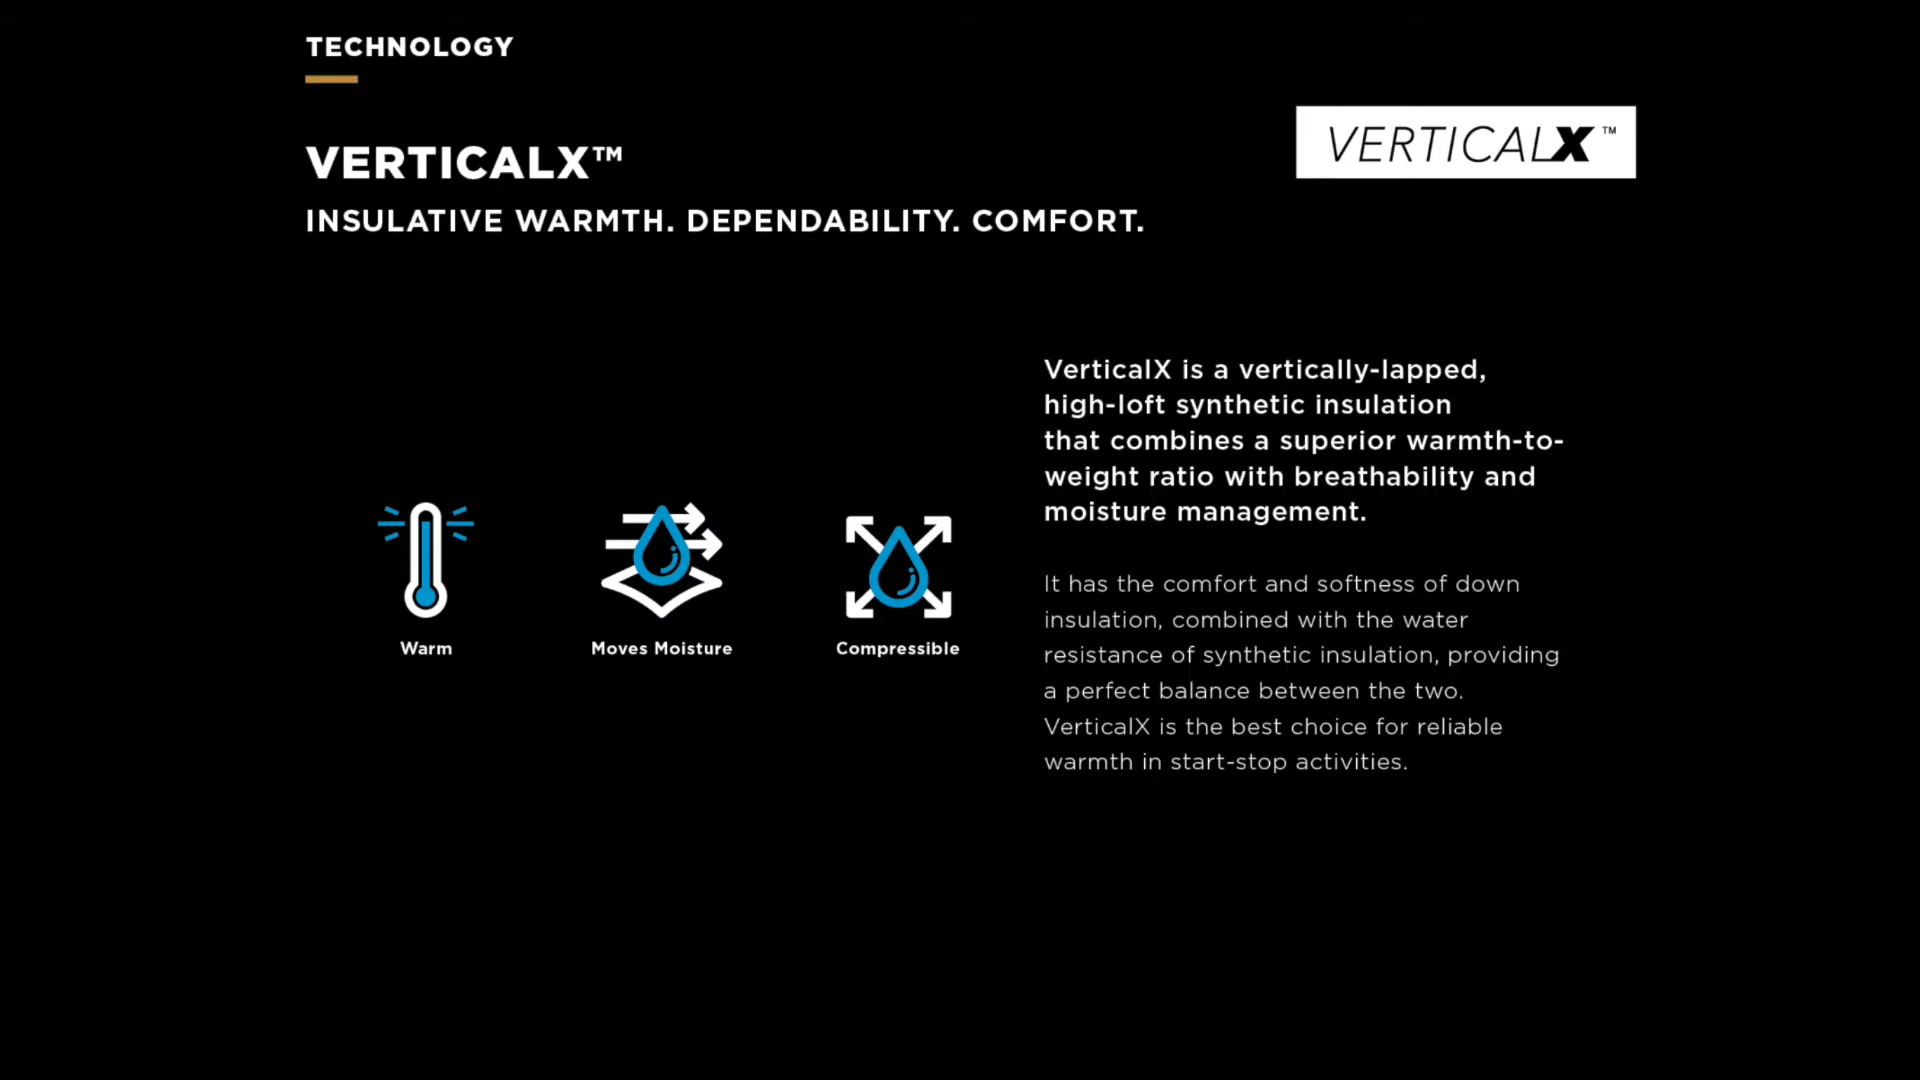 TECHNOLOGY
VERTICALX™
VERTICALX™
INSULATIVE WARMTH. DEPENDABILITY. COMFORT.
Warm
Moves Moisture
Compressible
VerticalX is a vertically-lapped,
high-loft synthetic insulation
that combines a superior warmth-to-
weight ratio with breathability and
moisture management.
It has the comfort and softness of down
insulation, combined with the water
resistance of synthetic insulation, providing
a perfect balance between the two.
VerticalX is the best choice for reliable
warmth in start-stop activities.